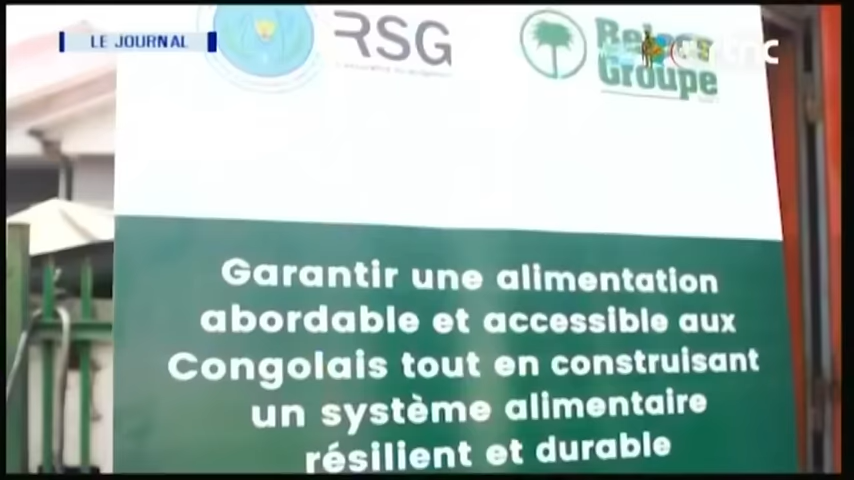 LE JOURNAL
RSG
Groupe
Garantir une alimentation
abordable et accessible aux
Congolais tout en construisant
un système alimentaire
résilient et durable